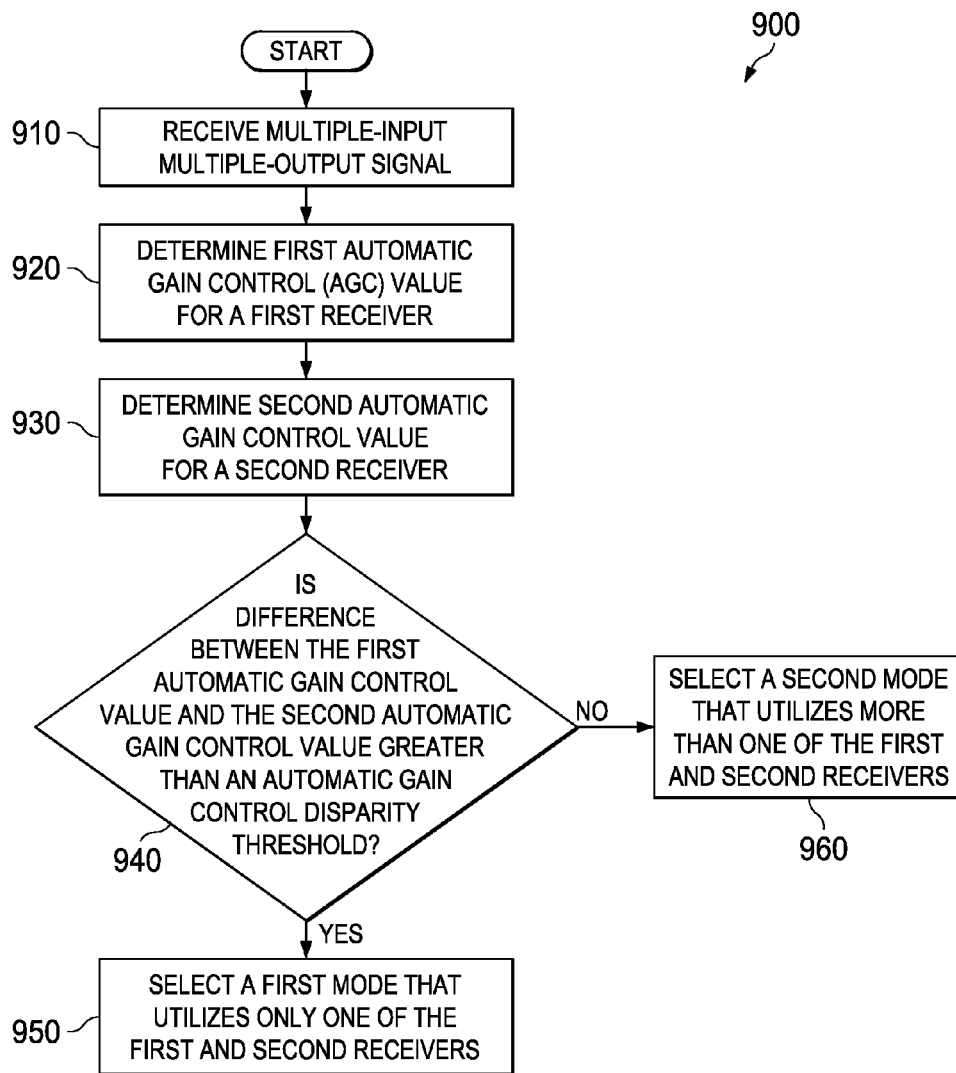 900
START
910
RECEIVE MULTIPLE-INPUT
MULTIPLE-OUTPUT SIGNAL
920
DETERMINE FIRST AUTOMATIC
GAIN CONTROL (AGC) VALUE
FOR A FIRST RECEIVER
930
DETERMINE SECOND AUTOMATIC
GAIN CONTROL VALUE
FOR A SECOND RECEIVER
IS
DIFFERENCE
BETWEEN THE FIRST
AUTOMATIC GAIN CONTROL
VALUE AND THE SECOND AUTOMATIC
GAIN CONTROL VALUE GREATER
THAN AN AUTOMATIC GAIN
CONTROL DISPARITY
THRESHOLD?
940
NO
SELECT A SECOND MODE
THAT UTILIZES MORE
THAN ONE OF THE FIRST
AND SECOND RECEIVERS
960
YES
950
SELECT A FIRST MODE THAT
UTILIZES ONLY ONE OF THE
FIRST AND SECOND RECEIVERS